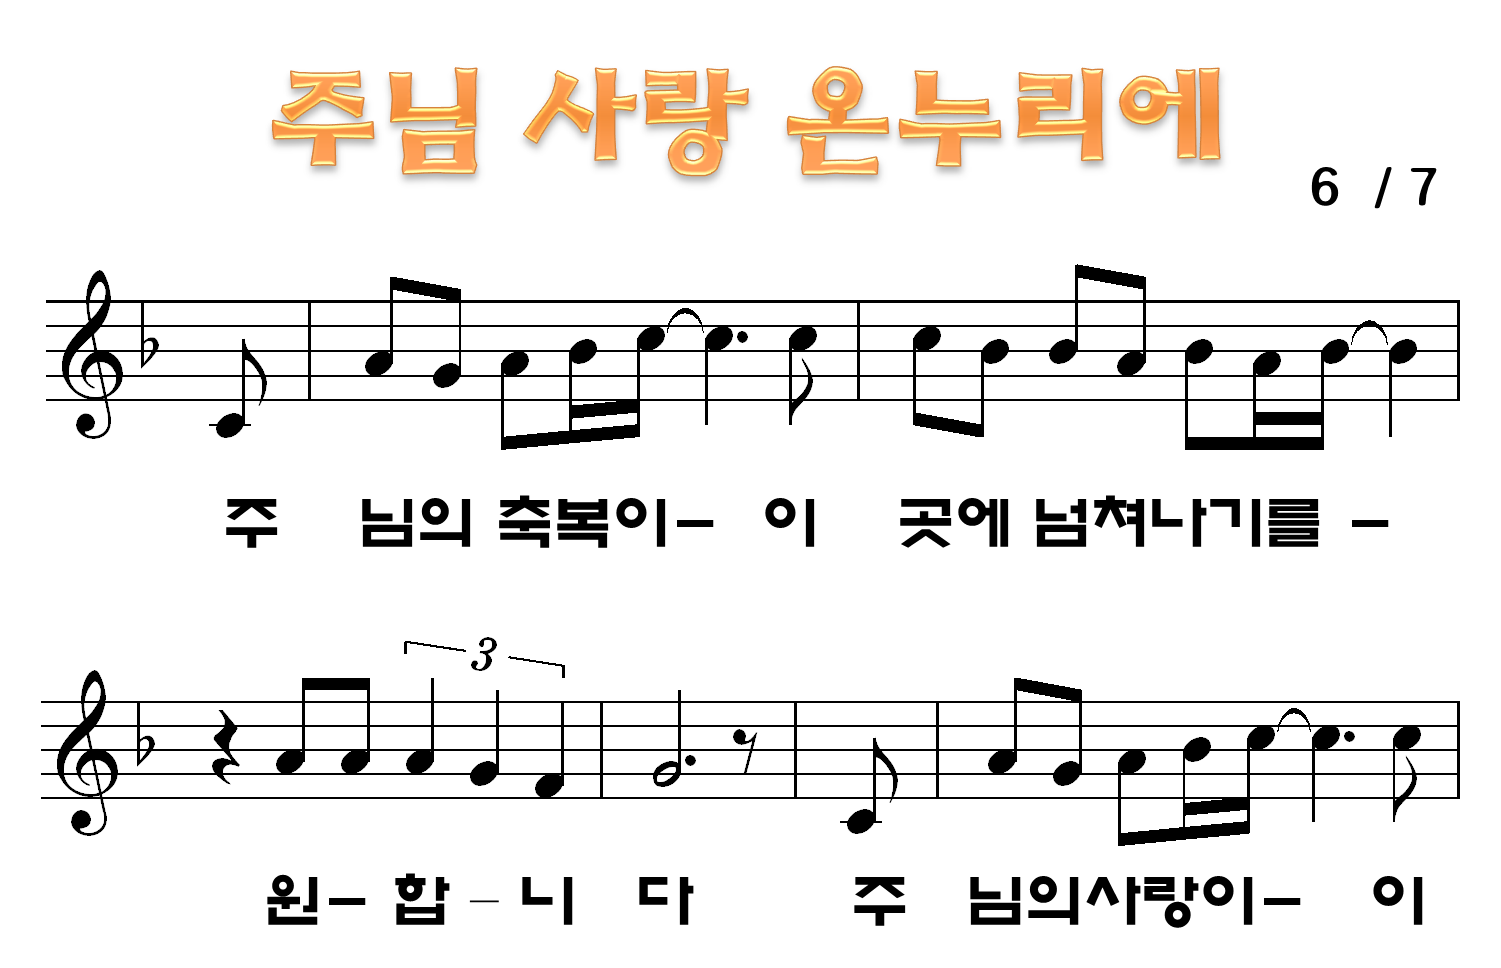 주님 사랑 온누리에
6 / 7
주 님의 축복이– 이 곳에 넘쳐나기를 –
3
원– 합 – 니 다 주 님의사랑이– 이